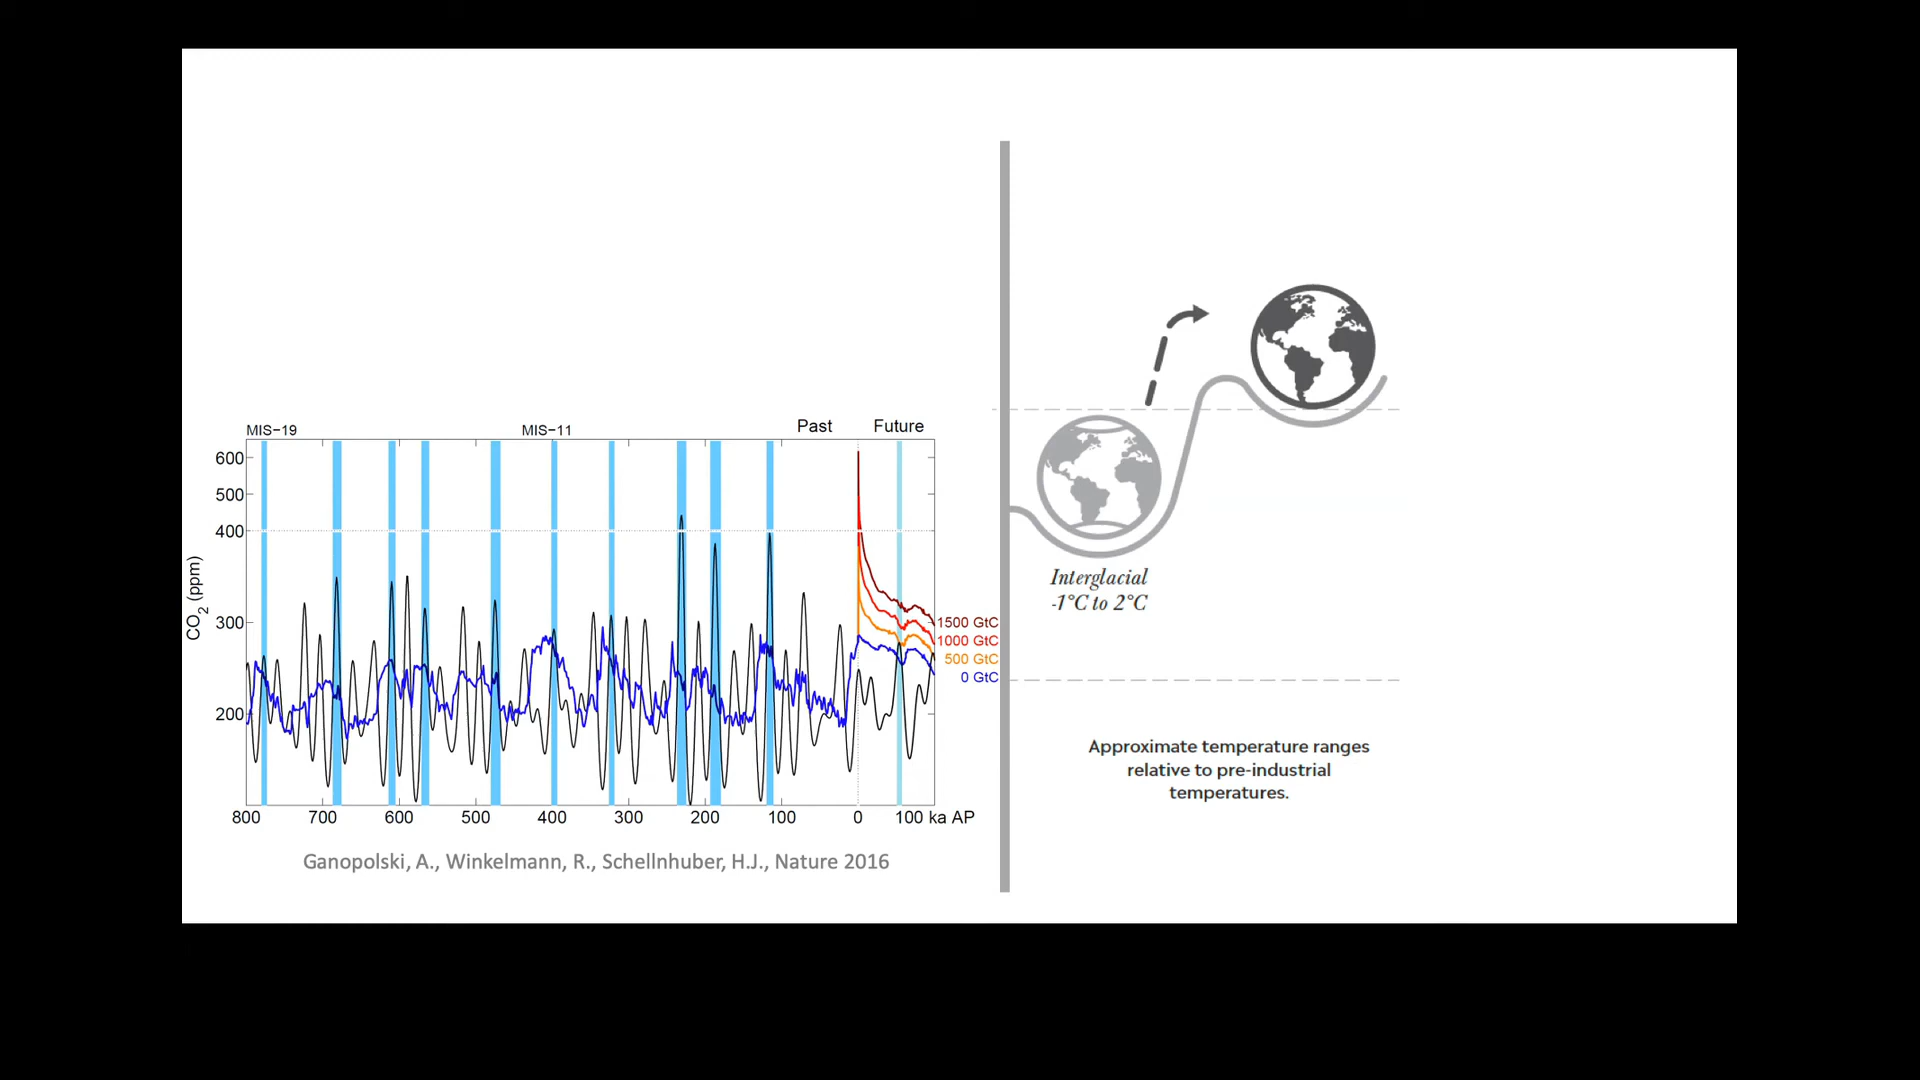 MIS−19
MIS−11
Past
Future
600
500
400
300
200
CO2 (ppm)
1500 GtC
1000 GtC
500 GtC
0 GtC
800 700 600 500 400 300 200 100 0 100 ka AP
Ganopolski, A., Winkelmann, R., Schellnhuber, H.J., Nature 2016
Interglacial
-1°C to 2°C
Approximate temperature ranges
relative to pre-industrial
temperatures.